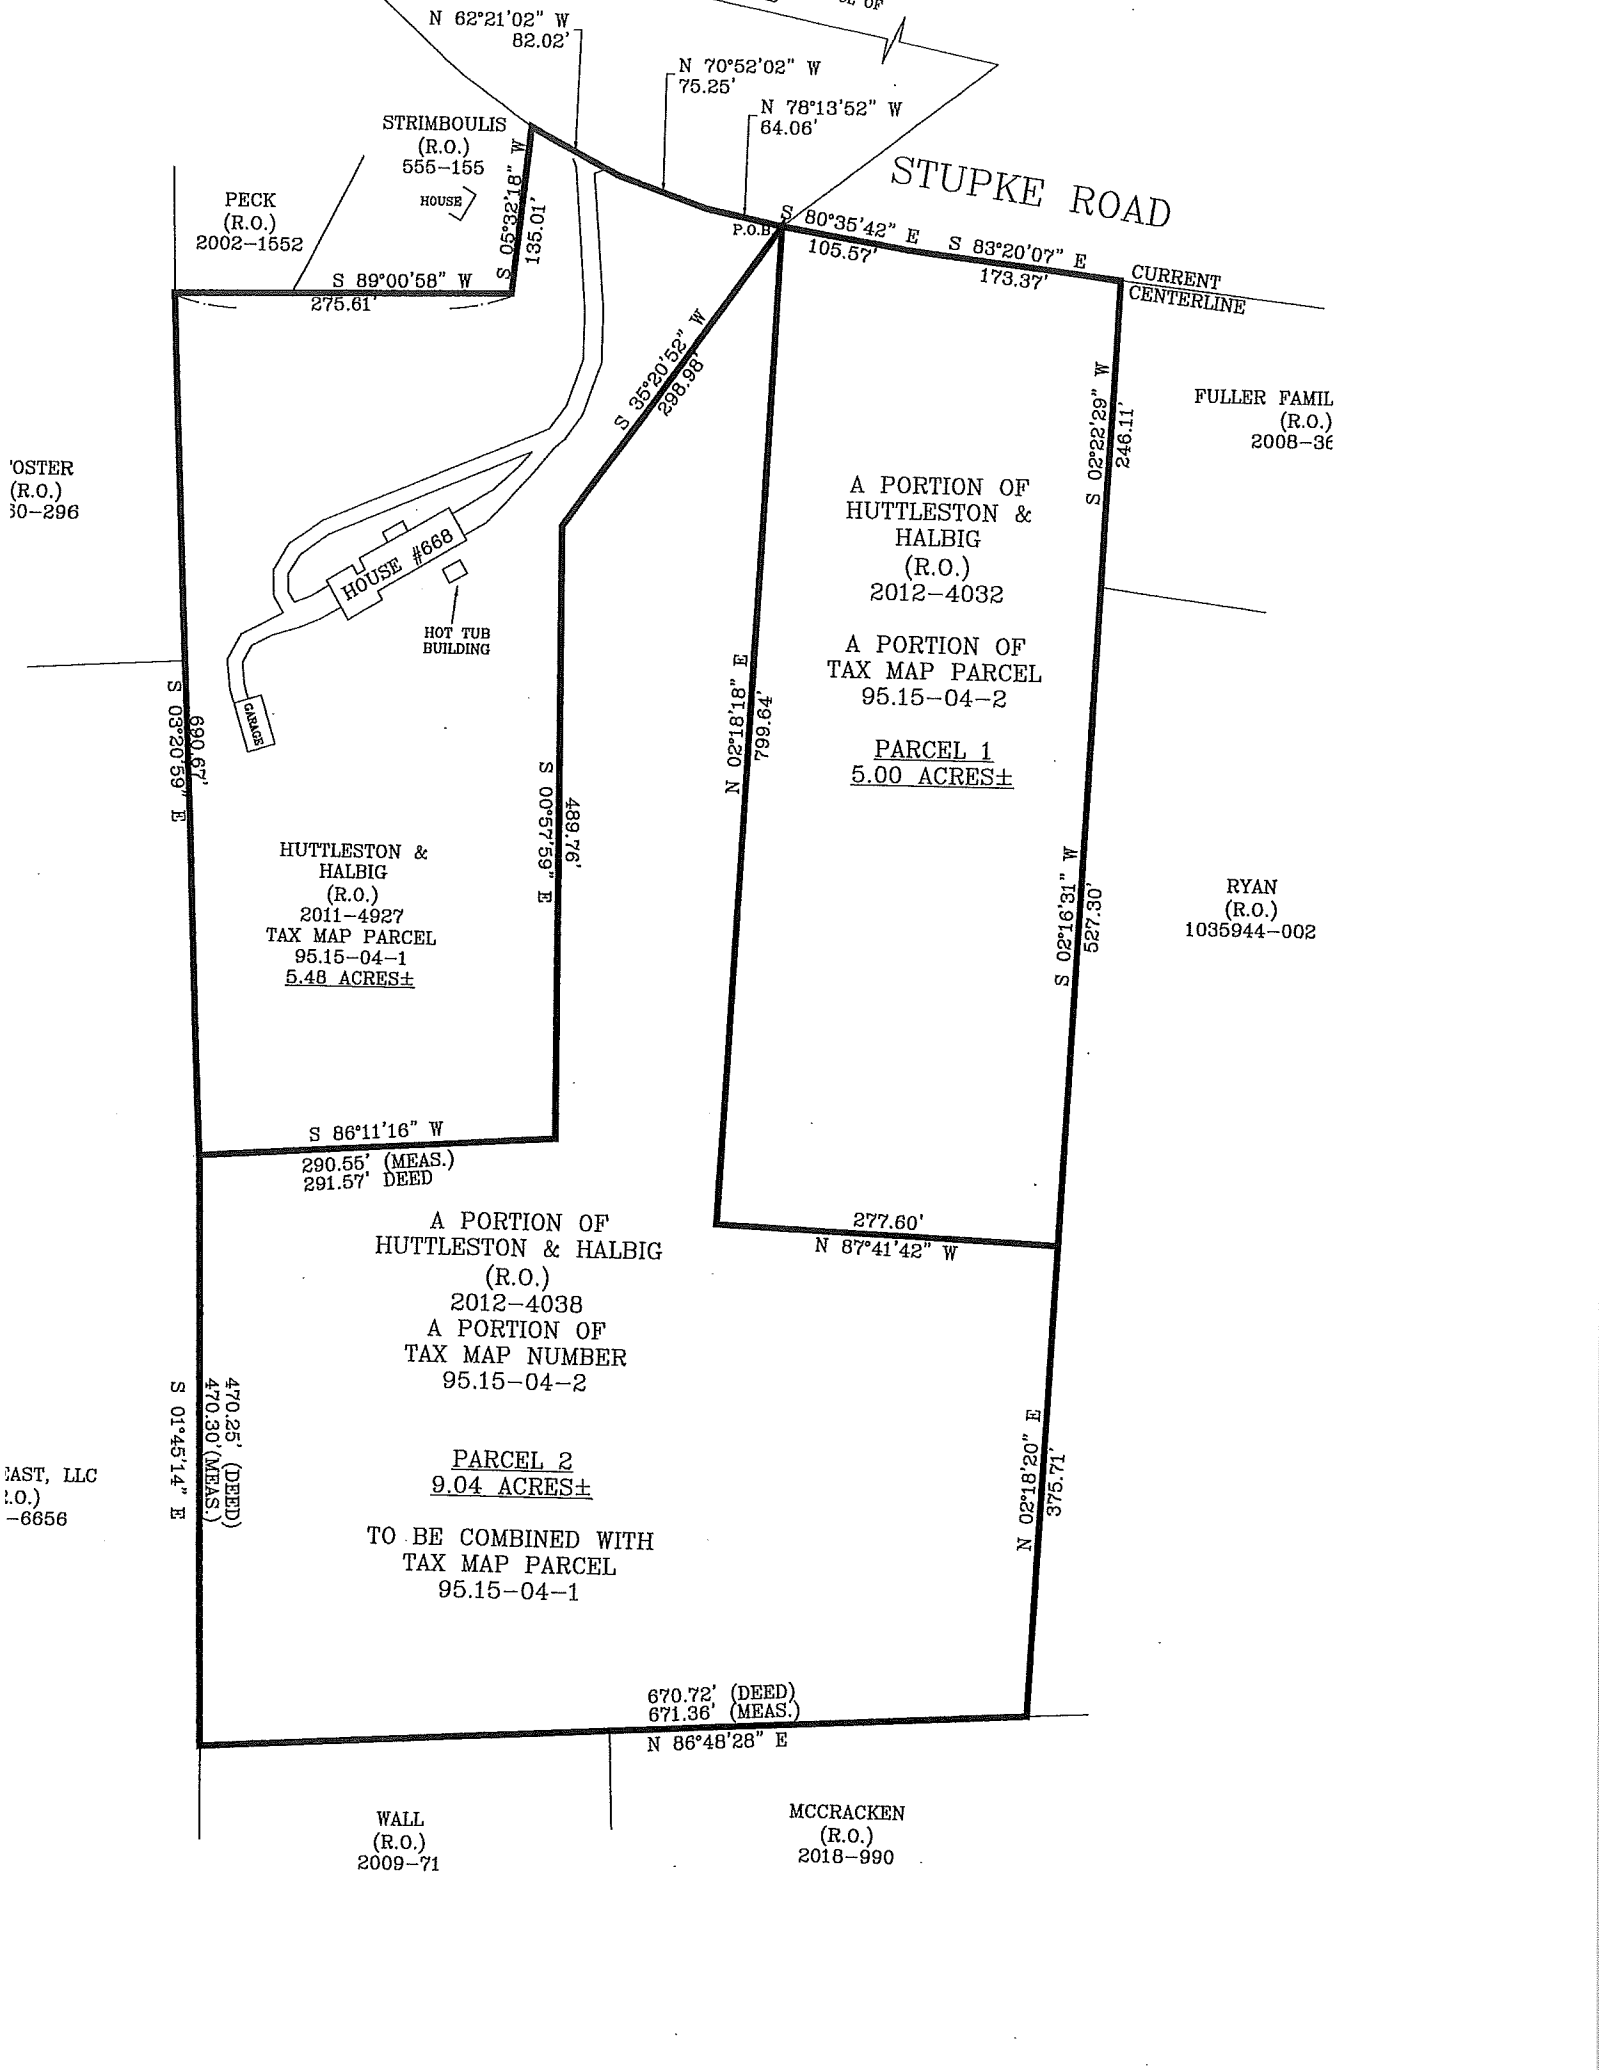 OF
N 62°21'02" W
82.02'
N 70°52'02" W
75.25'
N 78°13'52" W
64.06'
STRIMBOULIS
(R.O.)
555-155
HOUSE
PECK
(R.O.)
2002-1552
S 05°32'18" W
135.01'
STUPKE ROAD
P.O.B
S 80°35'42" E
105.57'
S 83°20'07" E
173.37'
CURRENT
CENTERLINE
S 89°00'58" W
275.61'
S 35°20'52" W
298.98'
S 02°22'29" W
246.11'
FULLER FAMIL
(R.O.)
2008-36
'OSTER
(R.O.)
30-296
A PORTION OF
HUTTLESTON &
HALBIG
(R.O.)
2012-4032
A PORTION OF
TAX MAP PARCEL
95.15-04-2
PARCEL 1
5.00 ACRES±
HOUSE #668
HOT TUB
BUILDING
GARAGE
S 03°20'59" E
690.67'
N 02°18'18" E
799.64'
S 00°57'59" E
489.76'
HUTTLESTON &
HALBIG
(R.O.)
2011-4927
TAX MAP PARCEL
95.15-04-1
5.48 ACRES±
S 02°16'31" W
527.30'
RYAN
(R.O.)
1035944-002
S 86°11'16" W
290.55' (MEAS.)
291.57' DEED
277.60'
N 87°41'42" W
A PORTION OF
HUTTLESTON & HALBIG
(R.O.)
2012-4038
A PORTION OF
TAX MAP NUMBER
95.15-04-2
PARCEL 2
9.04 ACRES±
TO BE COMBINED WITH
TAX MAP PARCEL
95.15-04-1
S 01°45'14" E
470.25' (DEED)
470.30' (MEAS.)
N 02°18'20" E
375.71'
EAST, LLC
R.O.)
-6656
670.72' (DEED)
671.36' (MEAS.)
N 86°48'28" E
WALL
(R.O.)
2009-71
MCCRACKEN
(R.O.)
2018-990